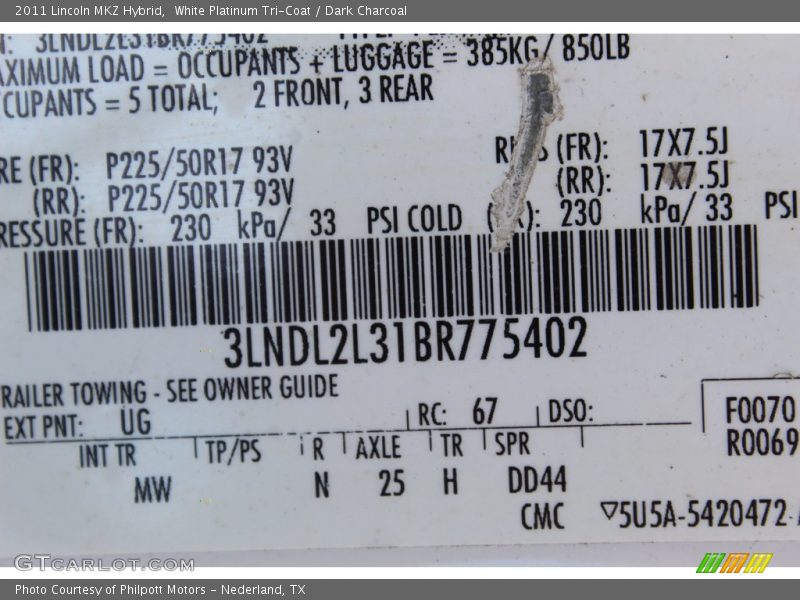 2011 Lincoln MKZ Hybrid, White Platinum Tri-Coat / Dark Charcoal
3LNDL2L31BR775402
AXIMUM LOAD = OCCUPANTS + LUGGAGE = 385KG/ 850LB
CCUPANTS = 5 TOTAL; 2 FRONT, 3 REAR
RE (FR): P225/50R17 93V (FR): 17X7.5J
(RR): P225/50R17 93V (RR): 17X7.5J
PRESSURE (FR): 230 kPa/ 33 PSI COLD 230 kPa/ 33 PSI
3LNDL2L31BR775402
RAILER TOWING - SEE OWNER GUIDE
EXT PNT: UG RC: 67 DSO: F0070
INT TR TP/PS R AXLE TR SPR R0069
MW N 25 H DD44
CMC ▽5U5A-5420472-
GTCARLOT.COM
Photo Courtesy of Philpott Motors - Nederland, TX